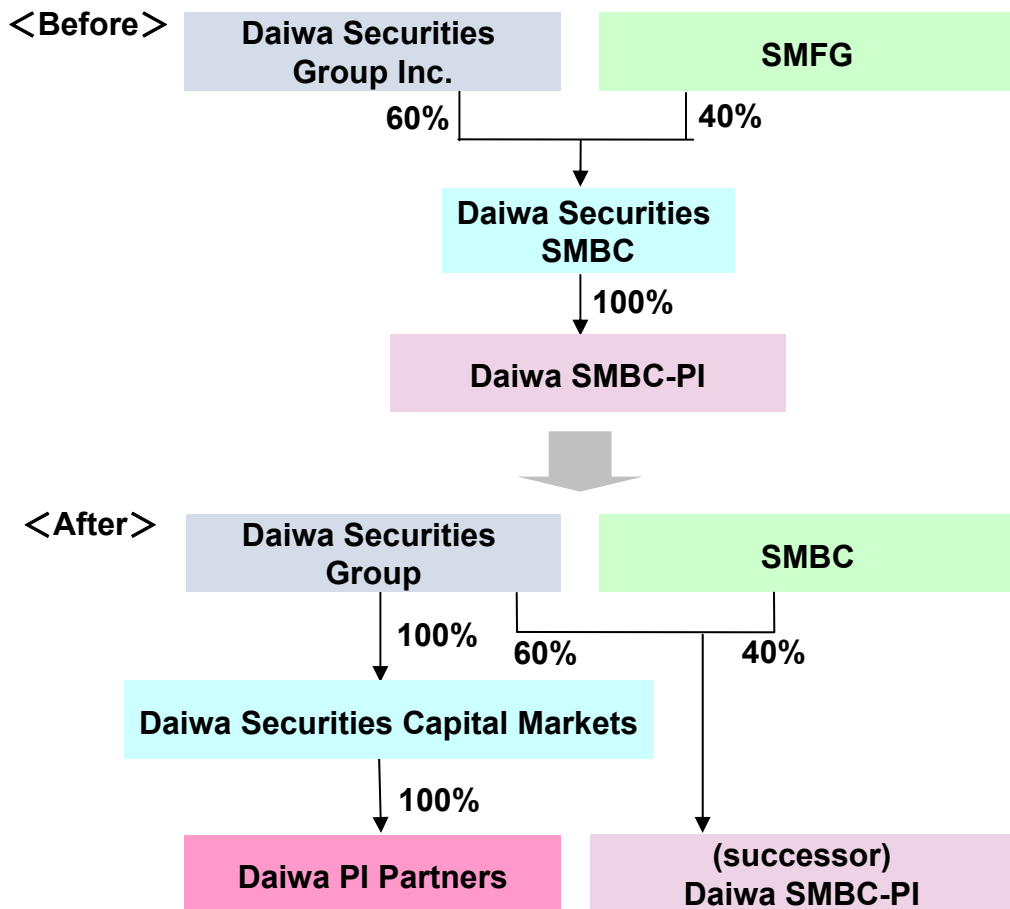 ＜Before＞
Daiwa Securities
Group Inc.
SMFG
60%
40%
Daiwa Securities
SMBC
100%
Daiwa SMBC-PI
＜After＞
Daiwa Securities
Group
SMBC
100%
60%
40%
Daiwa Securities Capital Markets
100%
Daiwa PI Partners
(successor)
Daiwa SMBC-PI